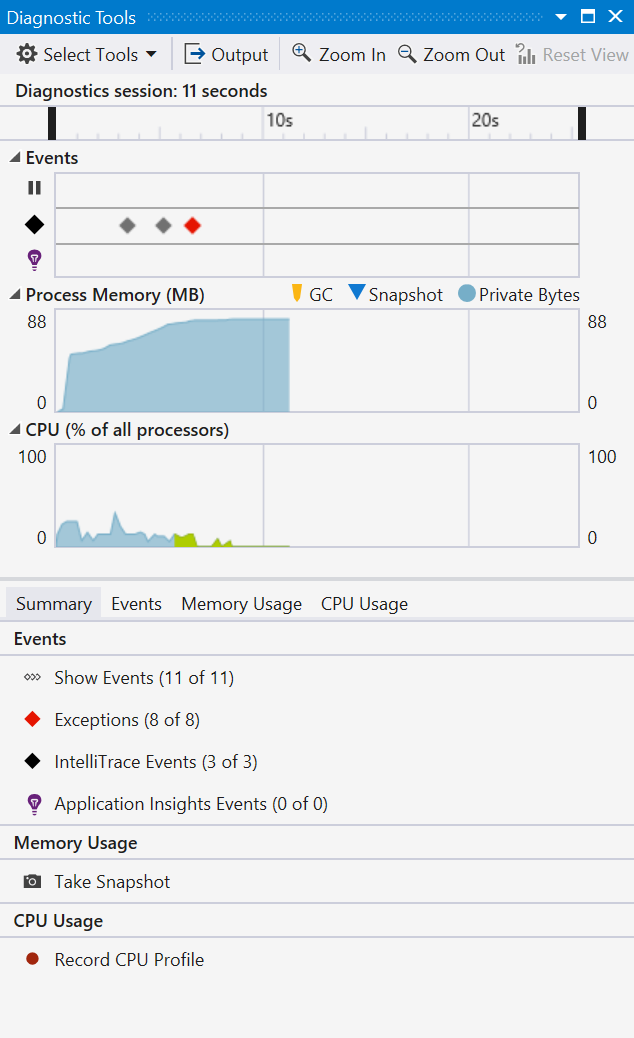 Diagnostic Tools
Select Tools Output Zoom In Zoom Out Reset View
Diagnostics session: 11 seconds
10s 20s
Events
Process Memory (MB) GC Snapshot Private Bytes
88 88
0 0
CPU (% of all processors)
100 100
0 0
Summary Events Memory Usage CPU Usage
Events
Show Events (11 of 11)
Exceptions (8 of 8)
IntelliTrace Events (3 of 3)
Application Insights Events (0 of 0)
Memory Usage
Take Snapshot
CPU Usage
Record CPU Profile